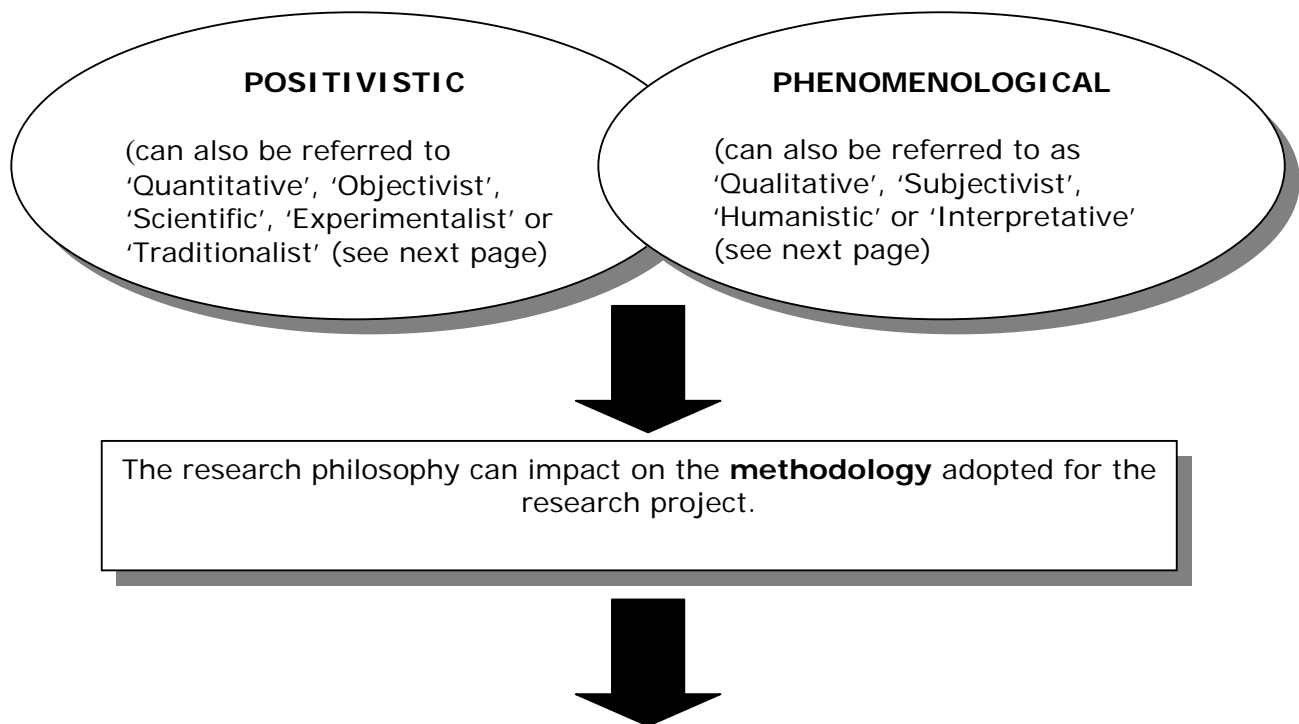 POSITIVISTIC
(can also be referred to
‘Quantitative’, ‘Objectivist’,
‘Scientific’, ‘Experimentalist’ or
‘Traditionalist’ (see next page)
PHENOMENOLOGICAL
(can also be referred to as
‘Qualitative’, ‘Subjectivist’,
‘Humanistic’ or ‘Interpretative’
(see next page)
The research philosophy can impact on the methodology adopted for the
research project.